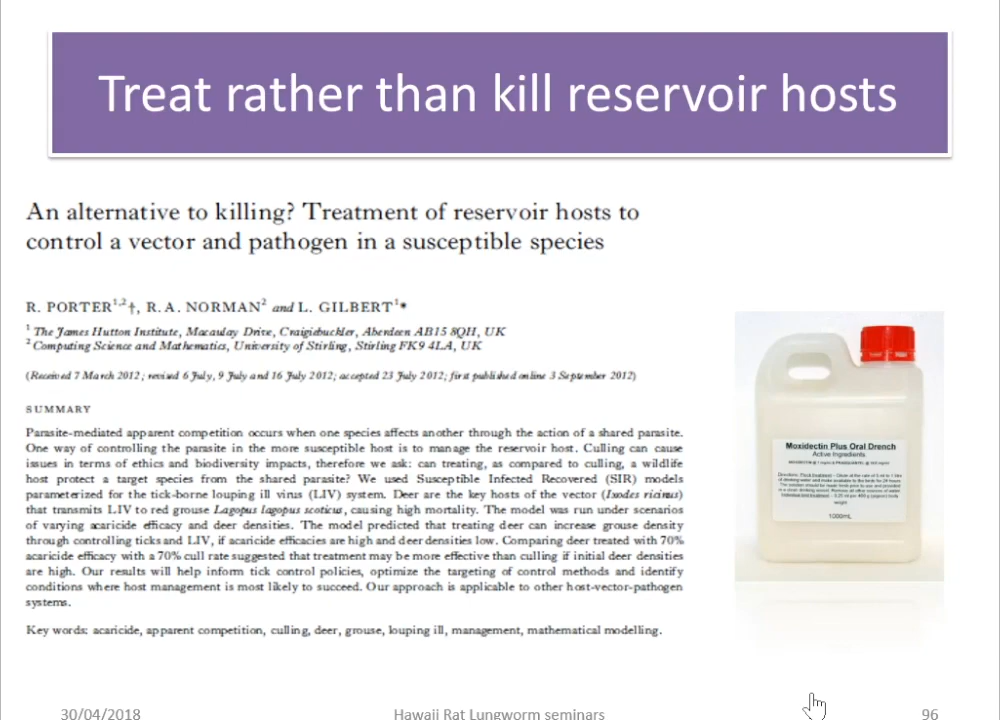 Treat rather than kill reservoir hosts
An alternative to killing? Treatment of reservoir hosts to
control a vector and pathogen in a susceptible species
R. PORTER1,2†, R.A. NORMAN2 and L. GILBERT1*
1 The James Hutton Institute, Macaulay Drive, Craigiebuckler, Aberdeen AB15 8QH, UK
2 Computing Science and Mathematics, University of Stirling, Stirling FK9 4LA, UK
(Received 7 March 2012; revised 6 July, 9 July and 16 July 2012; accepted 23 July 2012; first published online 3 September 2012)
SUMMARY
Parasite-mediated apparent competition occurs when one species affects another through the action of a shared parasite.
One way of controlling the parasite in the more susceptible host is to manage the reservoir host. Culling can cause
issues in terms of ethics and biodiversity impacts, therefore we ask: can treating, as compared to culling, a wildlife
host protect a target species from the shared parasite? We used Susceptible Infected Recovered (SIR) models
parameterized for the tick-borne louping ill virus (LIV) system. Deer are the key hosts of the vector (Ixodes ricinus)
that transmits LIV to red grouse Lagopus lagopus scoticus, causing high mortality. The model was run under scenarios
of varying acaricide efficacy and deer densities. The model predicted that treating deer can increase grouse density
through controlling ticks and LIV, if acaricide efficacies are high and deer densities low. Comparing deer treated with 70%
acaricide efficacy with a 70% cull rate suggested that treatment may be more effective than culling if initial deer densities
are high. Our results will help inform tick control policies, optimize the targeting of control methods and identify
conditions where host management is most likely to succeed. Our approach is applicable to other host-vector-pathogen
systems.
Key words: acaricide, apparent competition, culling, deer, grouse, louping ill, management, mathematical modelling.
Moxidectin Plus Oral Drench
Active Ingredients
1000mL
30/04/2018
Hawaii Rat Lungworm seminars
96